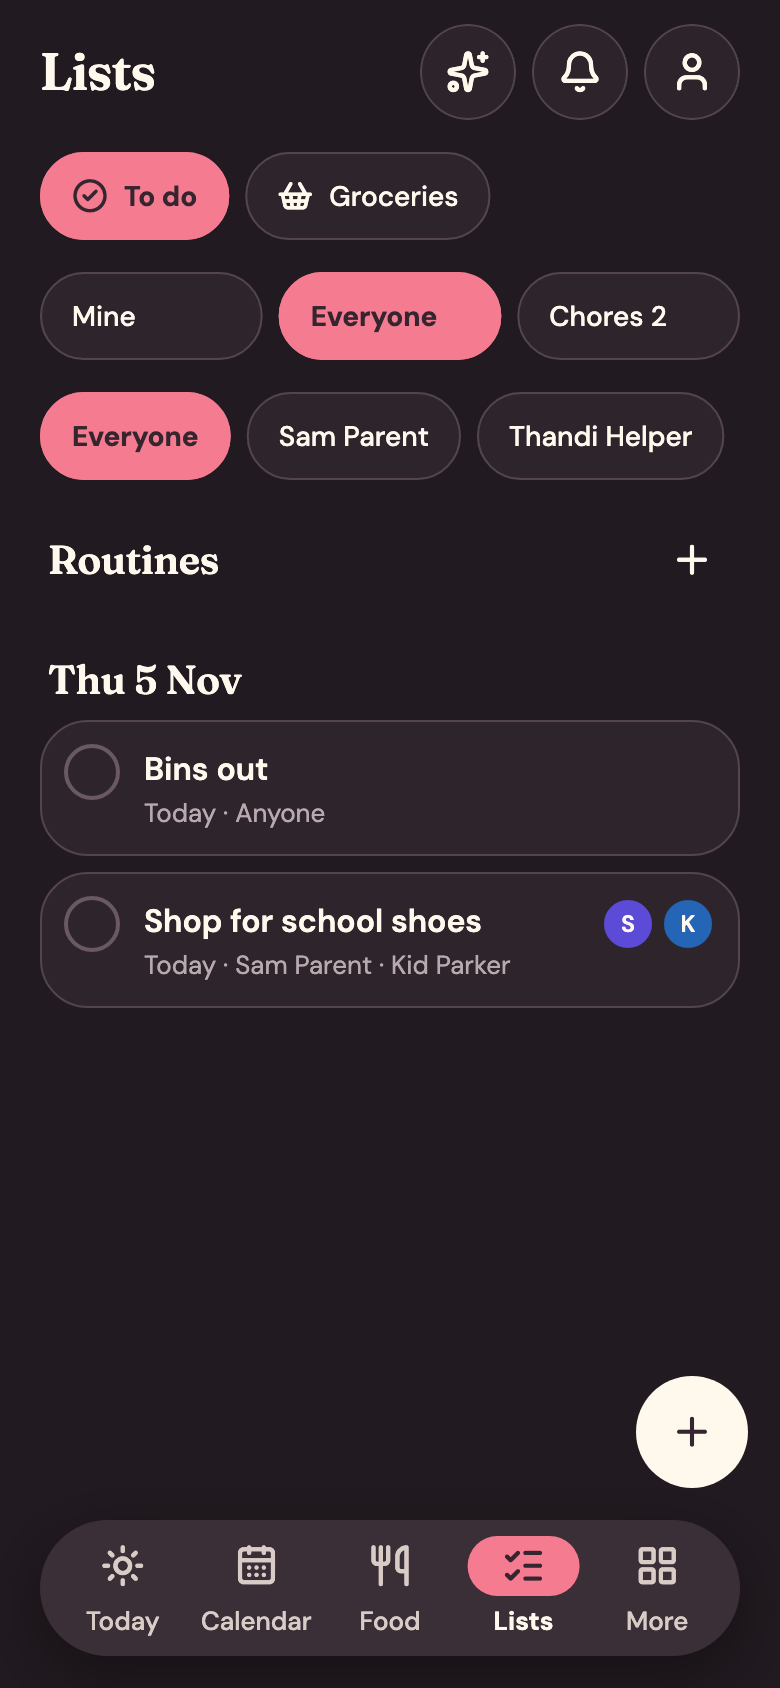 Lists
To do
Groceries
Mine
Everyone
Chores 2
Everyone
Sam Parent
Thandi Helper
Routines
Thu 5 Nov
Bins out
Today · Anyone
Shop for school shoes
S K
Today · Sam Parent · Kid Parker
Today
Calendar
Food
Lists
More